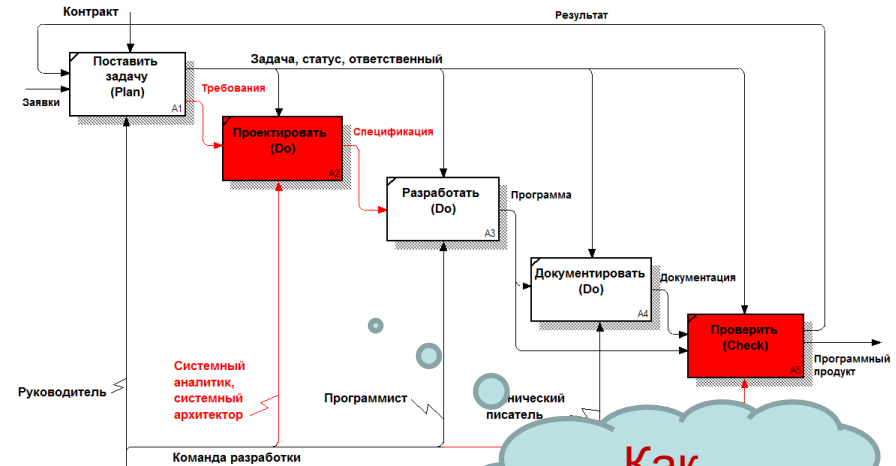 Контракт
Результат
Поставить
задачу
(Plan)
A1
Задача, статус, ответственный
Заявки
Требования
Проектировать
(Do)
A2
Спецификация
Разработать
(Do)
A3
Программа
Документировать
(Do)
A4
Документация
Проверить
(Check)
A5
Программный
продукт
Руководитель
Системный
аналитик,
системный
архитектор
Программист
нический
писатель
Команда разработки
Как